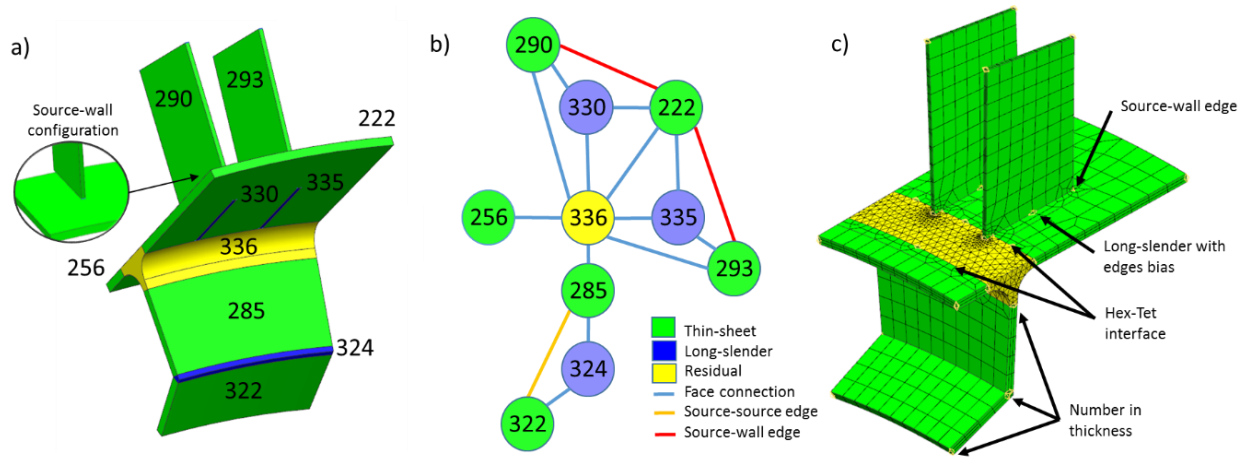 a)
290
293
Source-wall
configuration
222
330
335
336
256
285
324
322
b)
290
330
222
256
336
335
293
285
324
322
Thin-sheet
Long-slender
Residual
Face connection
Source-source edge
Source-wall edge
c)
Source-wall edge
Long-slender with
edges bias
Hex-Tet
interface
Number in
thickness